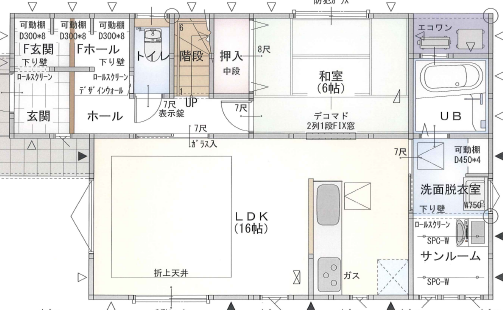 防犯ガラス
可動棚
D300*8
可動棚
D300*8
可動棚
D300*8
F玄関
下り壁
Fホール
下り壁
トイレ
階段
6
押入
中段
8尺
和室
(6帖)
エコワン
ロールスクリーン
ロールスクリーン
デザインウォール
玄関
ホール
UP
7尺
表示錠
7尺
デコマド
2列1段FIX窓
UB
ガラス入
7尺
可動棚
D450*4
洗面脱衣室
W750
下り壁
LDK
(16帖)
ロールスクリーン
SPC-W
サンルーム
SPC-W
折上天井
ガス